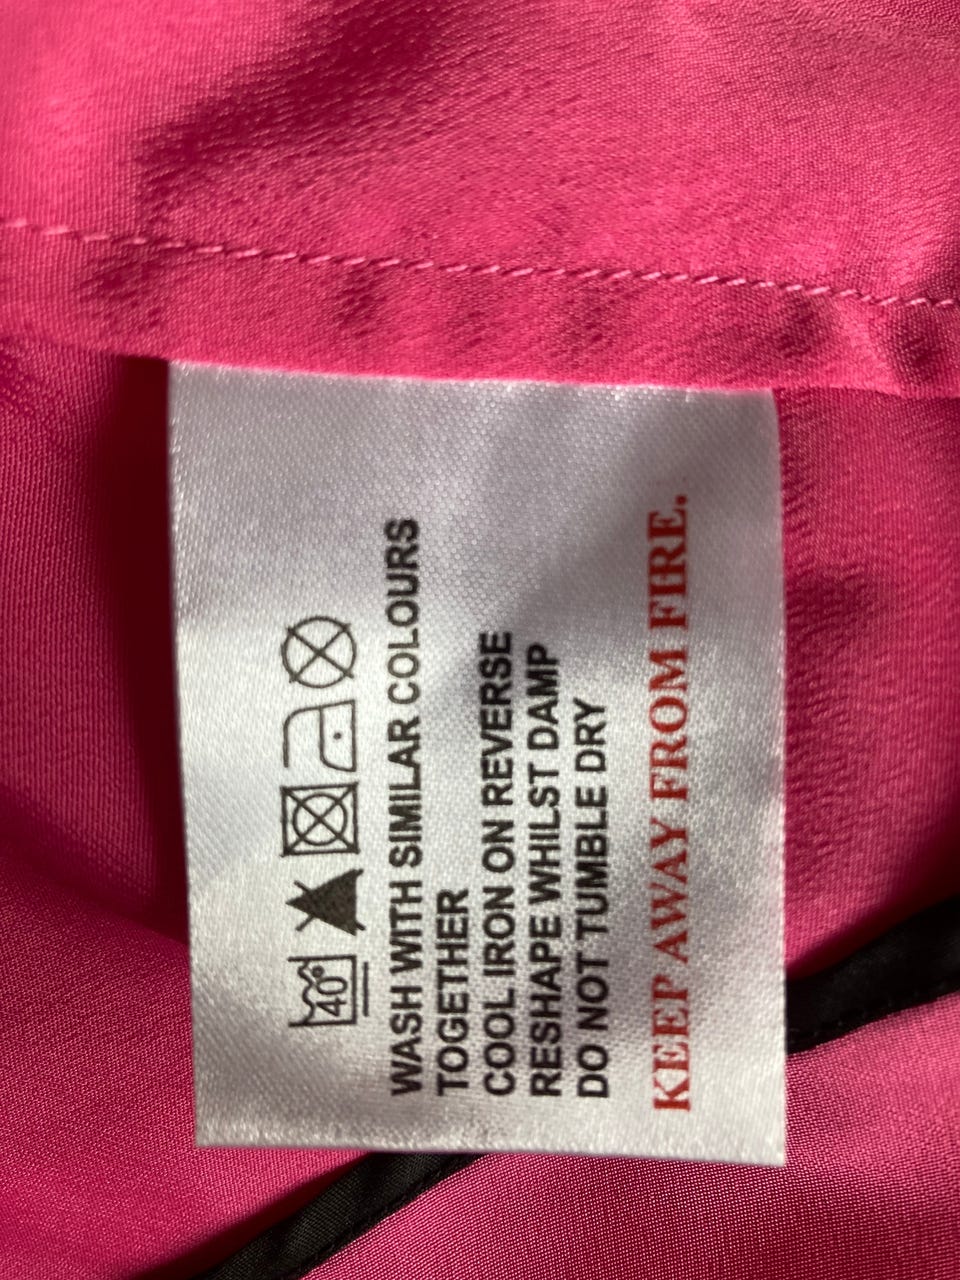 40°
WASH WITH SIMILAR COLOURS
TOGETHER
COOL IRON ON REVERSE
RESHAPE WHILST DAMP
DO NOT TUMBLE DRY
KEEP AWAY FROM FIRE.